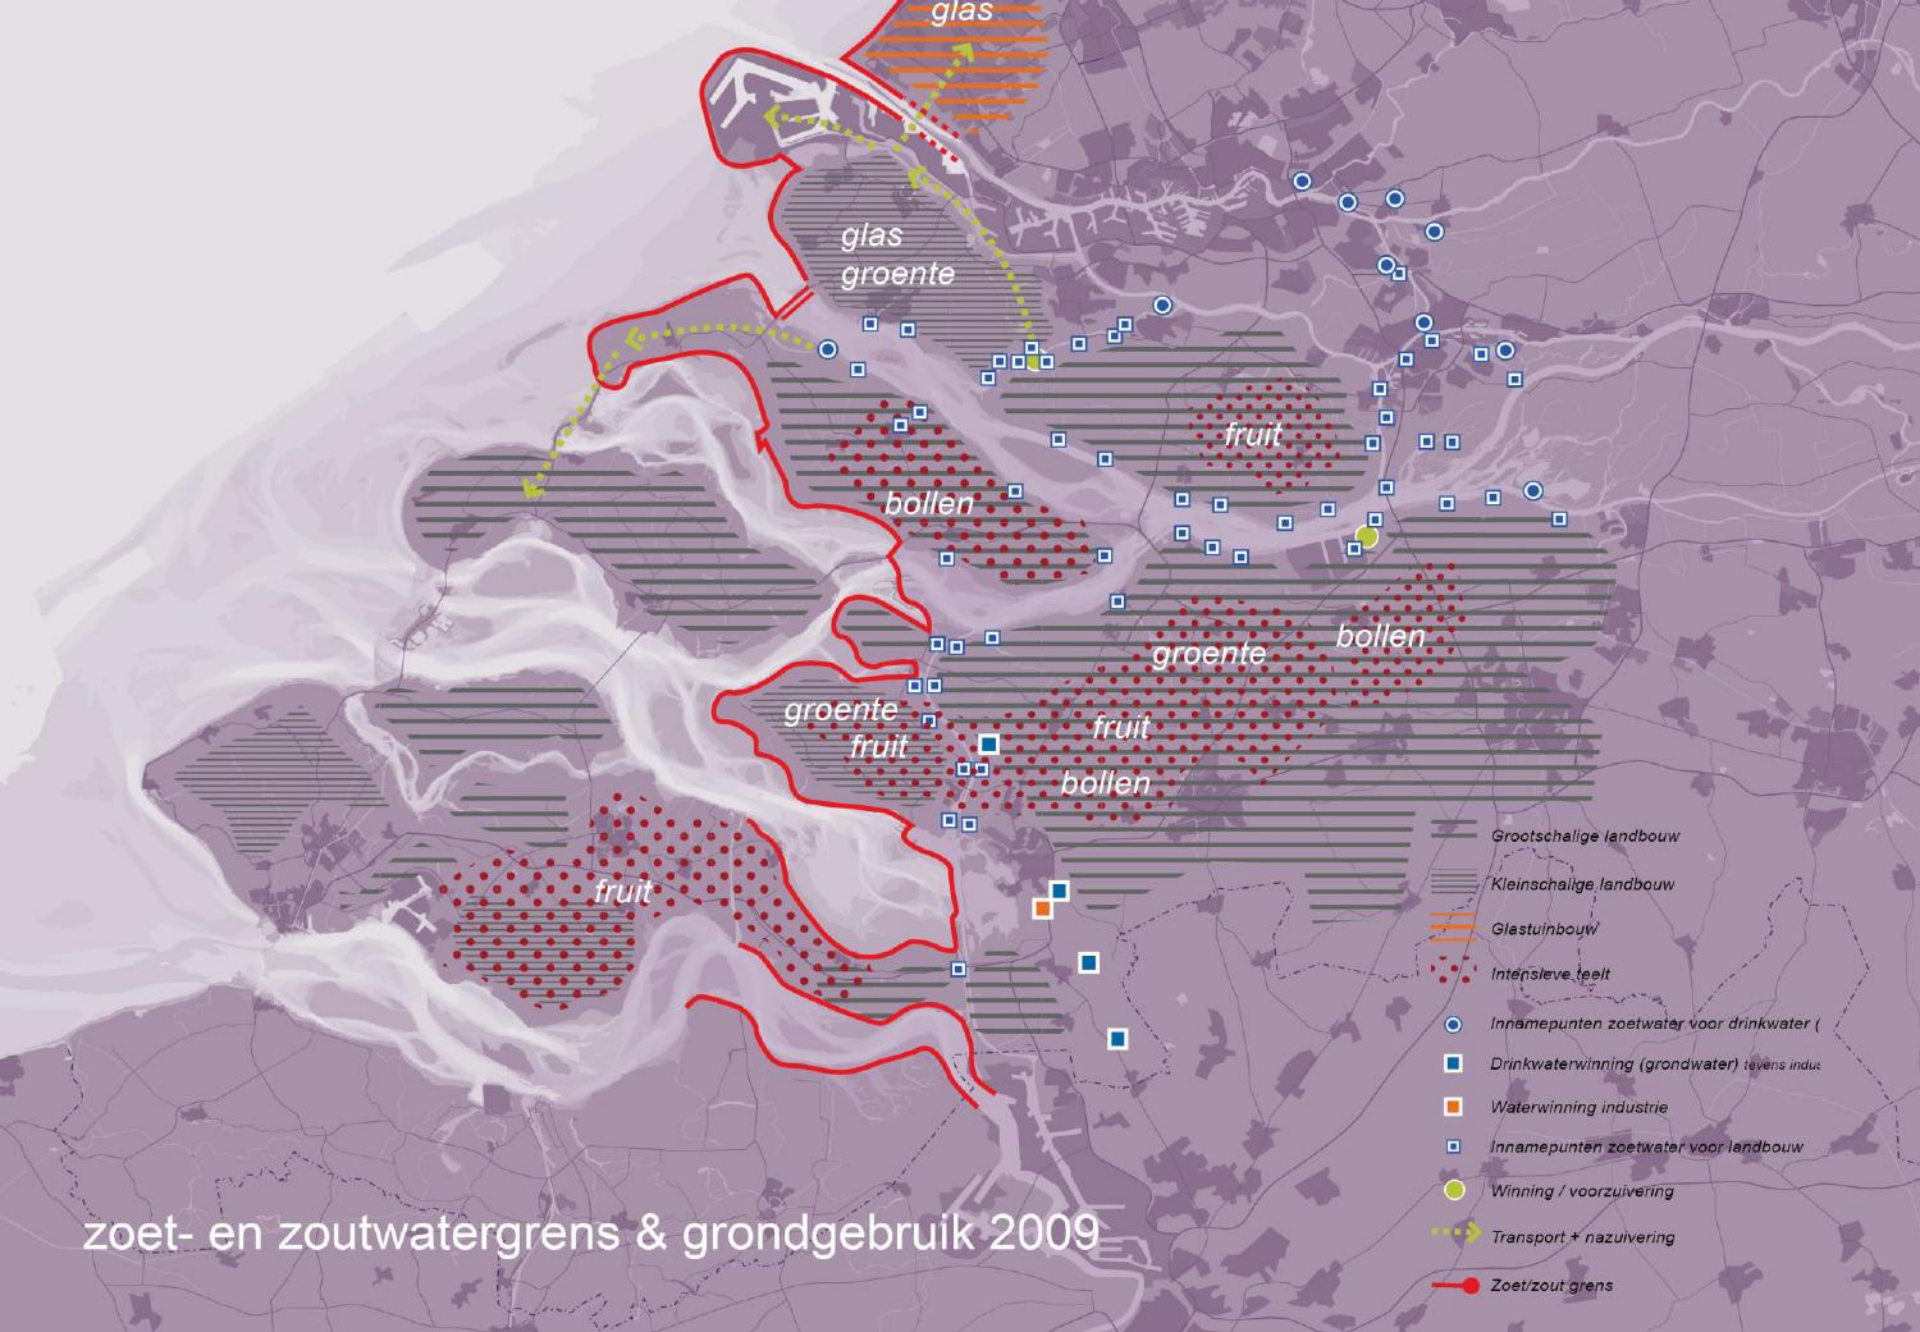 glas
glas
groente
fruit
bollen
bollen
groente
groente
fruit
fruit
bollen
fruit
Grootschalige landbouw
Kleinschalige landbouw
Glastuinbouw
Intensieve teelt
Innamepunten zoetwater voor drinkwater (
Drinkwaterwinning (grondwater) tevens indus
Waterwinning industrie
Innamepunten zoetwater voor landbouw
Winning / voorzuivering
Transport + nazuivering
Zoet/zout grens
zoet- en zoutwatergrens & grondgebruik 2009